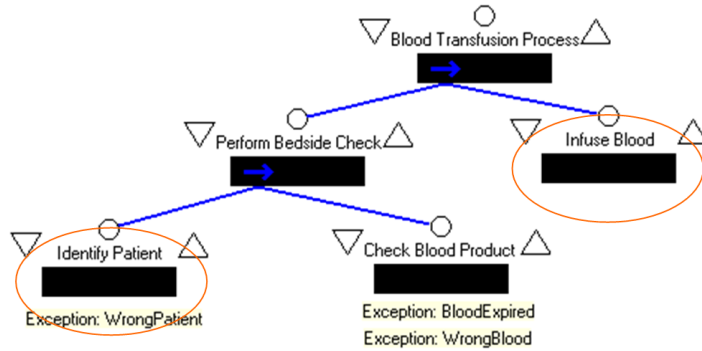 Blood Transfusion Process
Perform Bedside Check
Infuse Blood
Identify Patient
Check Blood Product
Exception: WrongPatient
Exception: BloodExpired
Exception: WrongBlood